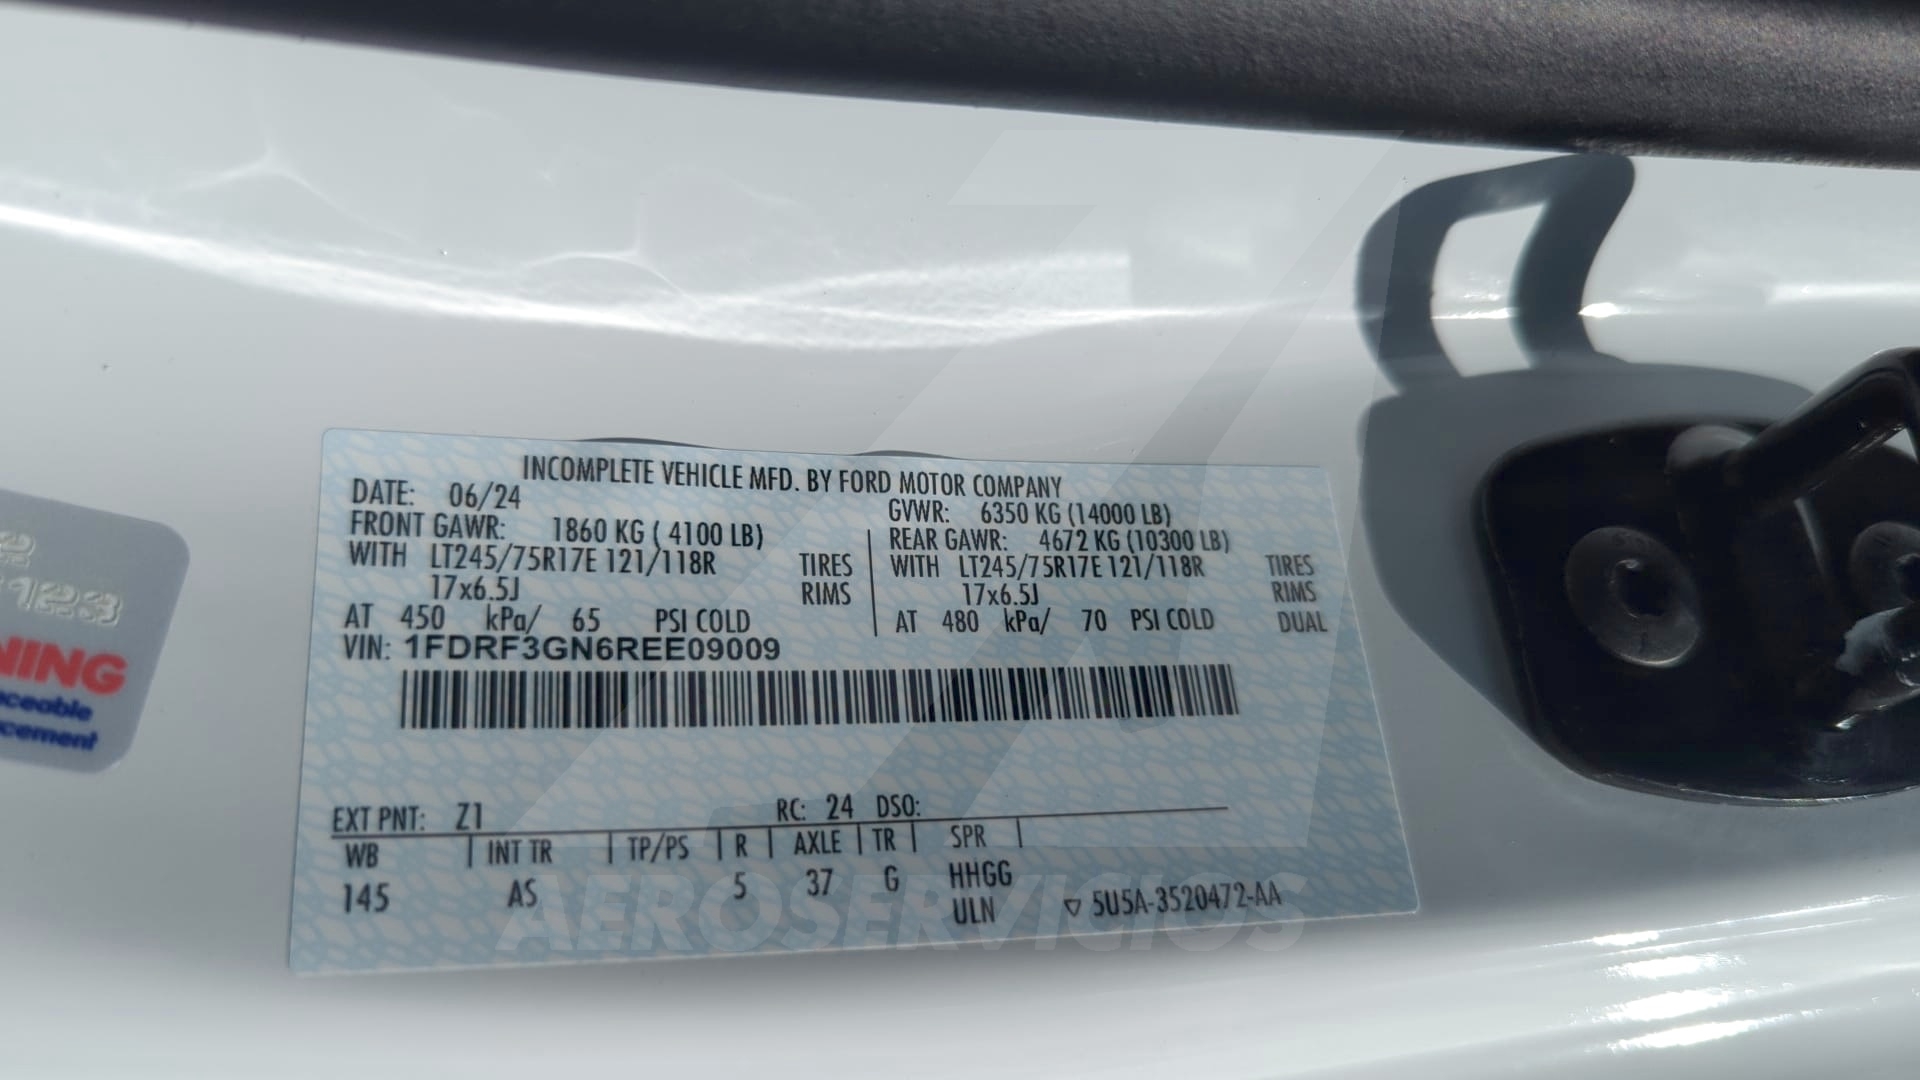 INCOMPLETE VEHICLE MFD. BY FORD MOTOR COMPANY
DATE: 06/24 GVWR: 6350 KG (14000 LB)
FRONT GAWR: 1860 KG ( 4100 LB) REAR GAWR: 4672 KG (10300 LB)
WITH LT245/75R17E 121/118R TIRES WITH LT245/75R17E 121/118R TIRES
17x6.5J RIMS 17x6.5J RIMS
AT 450 kPa/ 65 PSI COLD AT 480 kPa/ 70 PSI COLD DUAL
VIN: 1FDRF3GN6REE09009
EXT PNT: Z1 RC: 24 DSO:
WB INT TR TP/PS R AXLE TR SPR
145 AS 5 37 G HHGG
ULN ▽ 5U5A-3520472-AA
AEROSERVICIOS